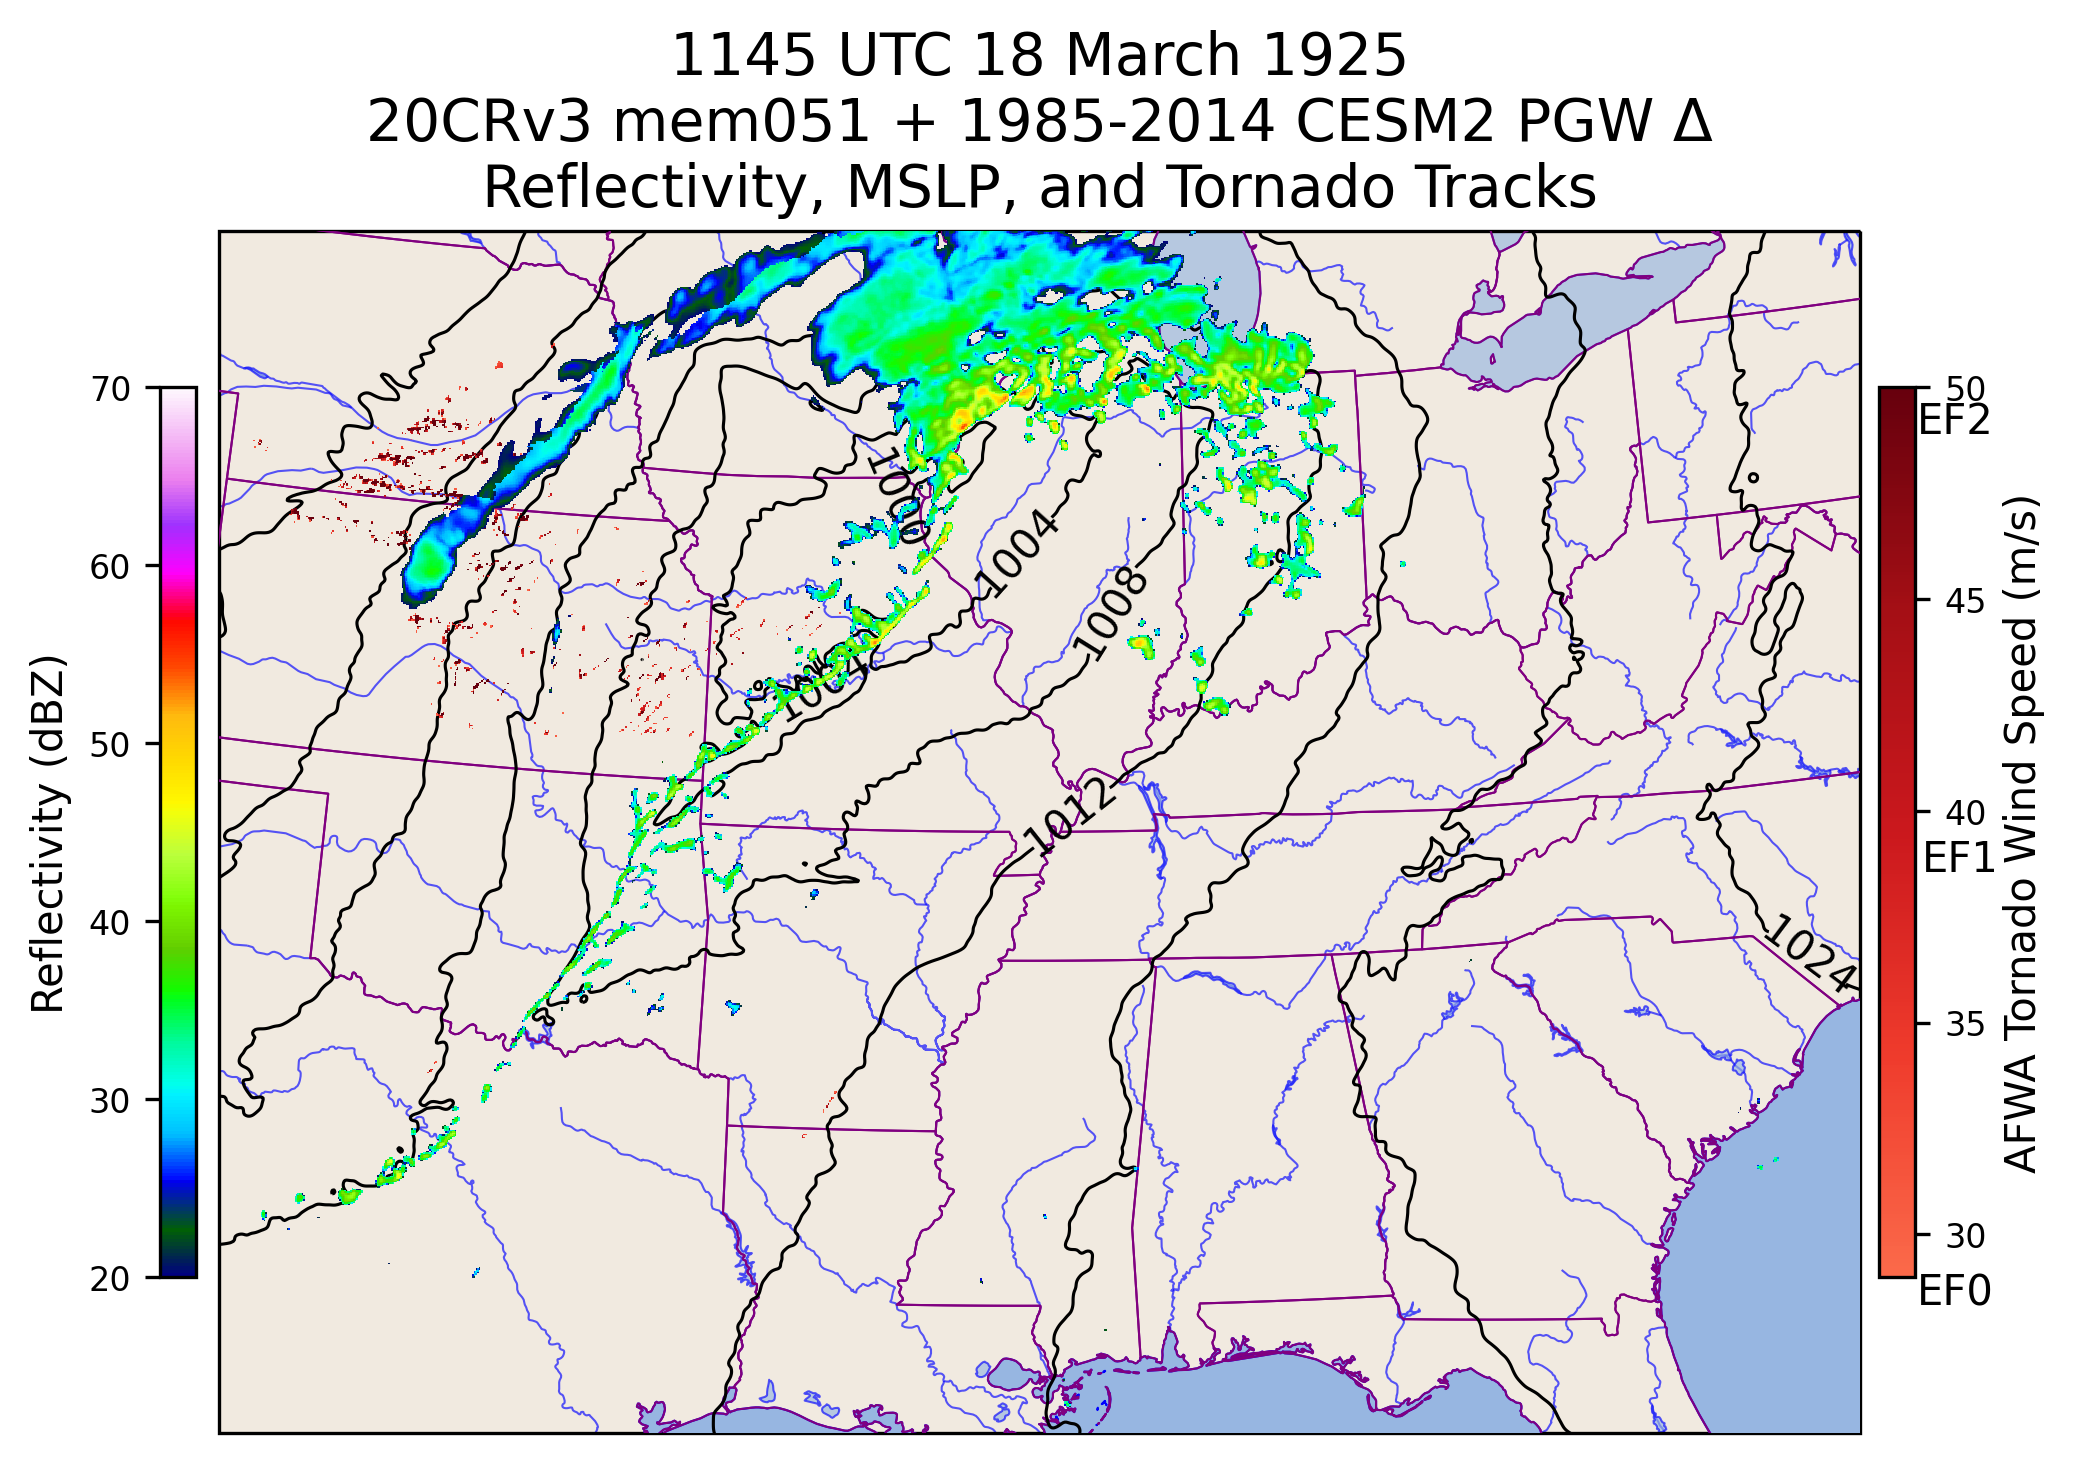 1145 UTC 18 March 1925
20CRv3 mem051 + 1985-2014 CESM2 PGW Δ
Reflectivity, MSLP, and Tornado Tracks
Reflectivity (dBZ)
70
60
50
40
30
20
1000
1004
1008
1004
1012
1024
50
EF2
45
40
EF1
35
30
EF0
AFWA Tornado Wind Speed (m/s)